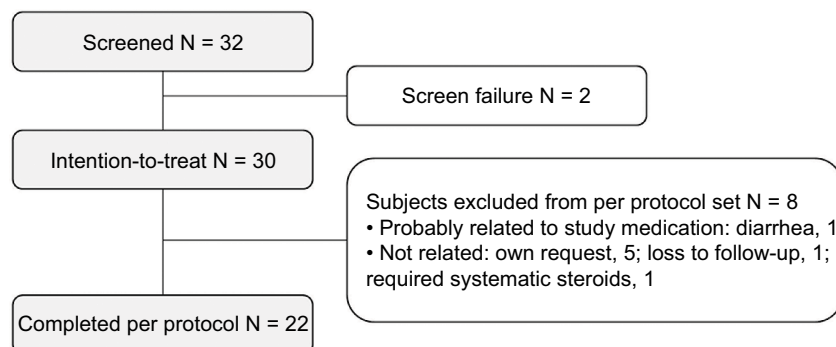 Screened N = 32
Screen failure N = 2
Intention-to-treat N = 30
Subjects excluded from per protocol set N = 8
• Probably related to study medication: diarrhea, 1
• Not related: own request, 5; loss to follow-up, 1;
required systematic steroids, 1
Completed per protocol N = 22